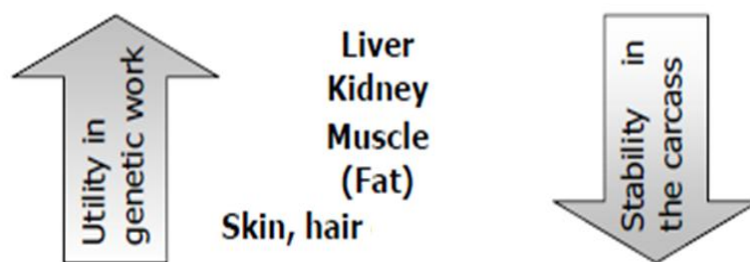 Utility in
genetic work
Liver
Kidney
Muscle
(Fat)
Skin, hair
Stability in
the carcass